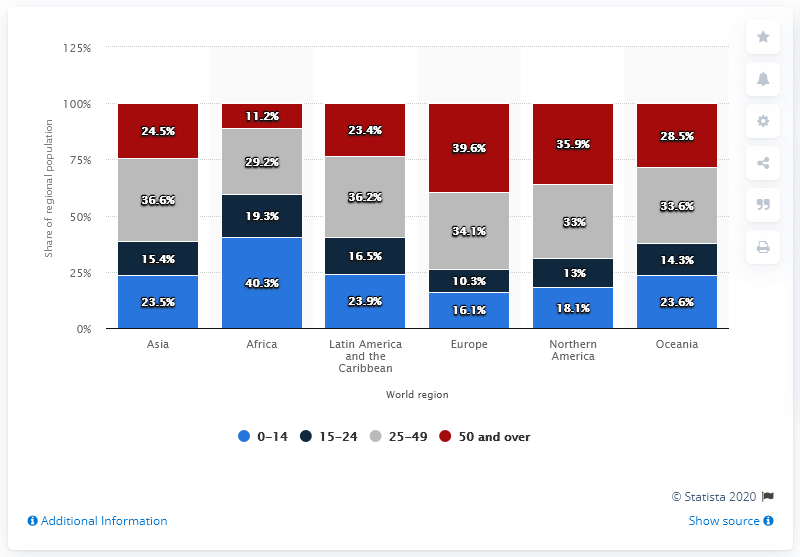 125%
100%
75%
50%
25%
0%
Share of regional population
24.5%
11.2%
23.4%
39.6%
35.9%
28.5%
36.6%
29.2%
36.2%
34.1%
33%
33.6%
15.4%
19.3%
16.5%
10.3%
13%
14.3%
23.5%
40.3%
23.9%
16.1%
18.1%
23.6%
Asia
Africa
Latin America
and the
Caribbean
Europe
Northern
America
Oceania
World region
0-14 15-24 25-49 50 and over
© Statista 2020
Additional Information
Show source